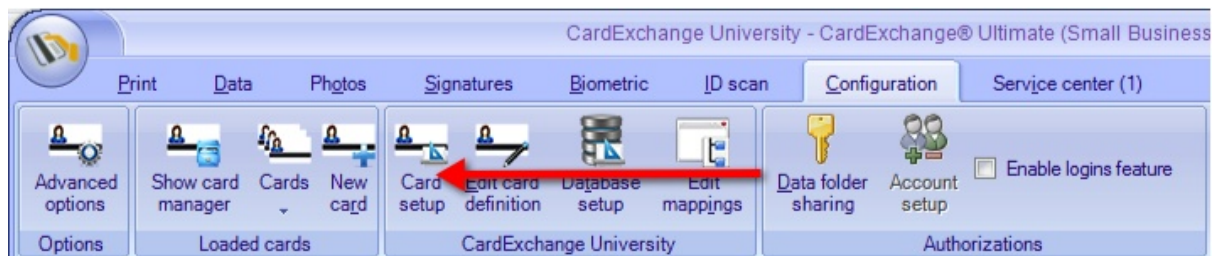 CardExchange University - CardExchange® Ultimate (Small Business
Print Data Photos Signatures Biometric ID scan Configuration Service center (1)
Advanced options
Show card manager
Cards
New card
Card setup
Edit card definition
Database setup
Edit mappings
Data folder sharing
Account setup
Enable logins feature
Options Loaded cards CardExchange University Authorizations